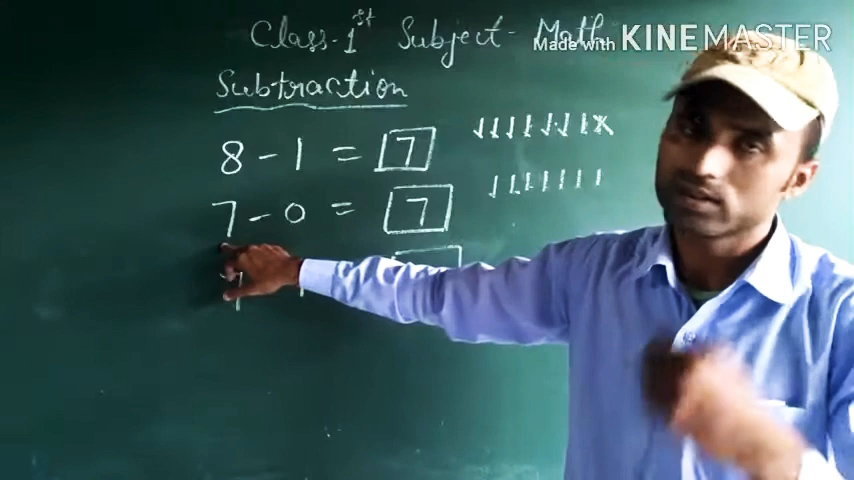 Class-1st Subject- Math
Made with KINEMASTER
Subtraction
8 - 1 = 7
7 - 0 = 7